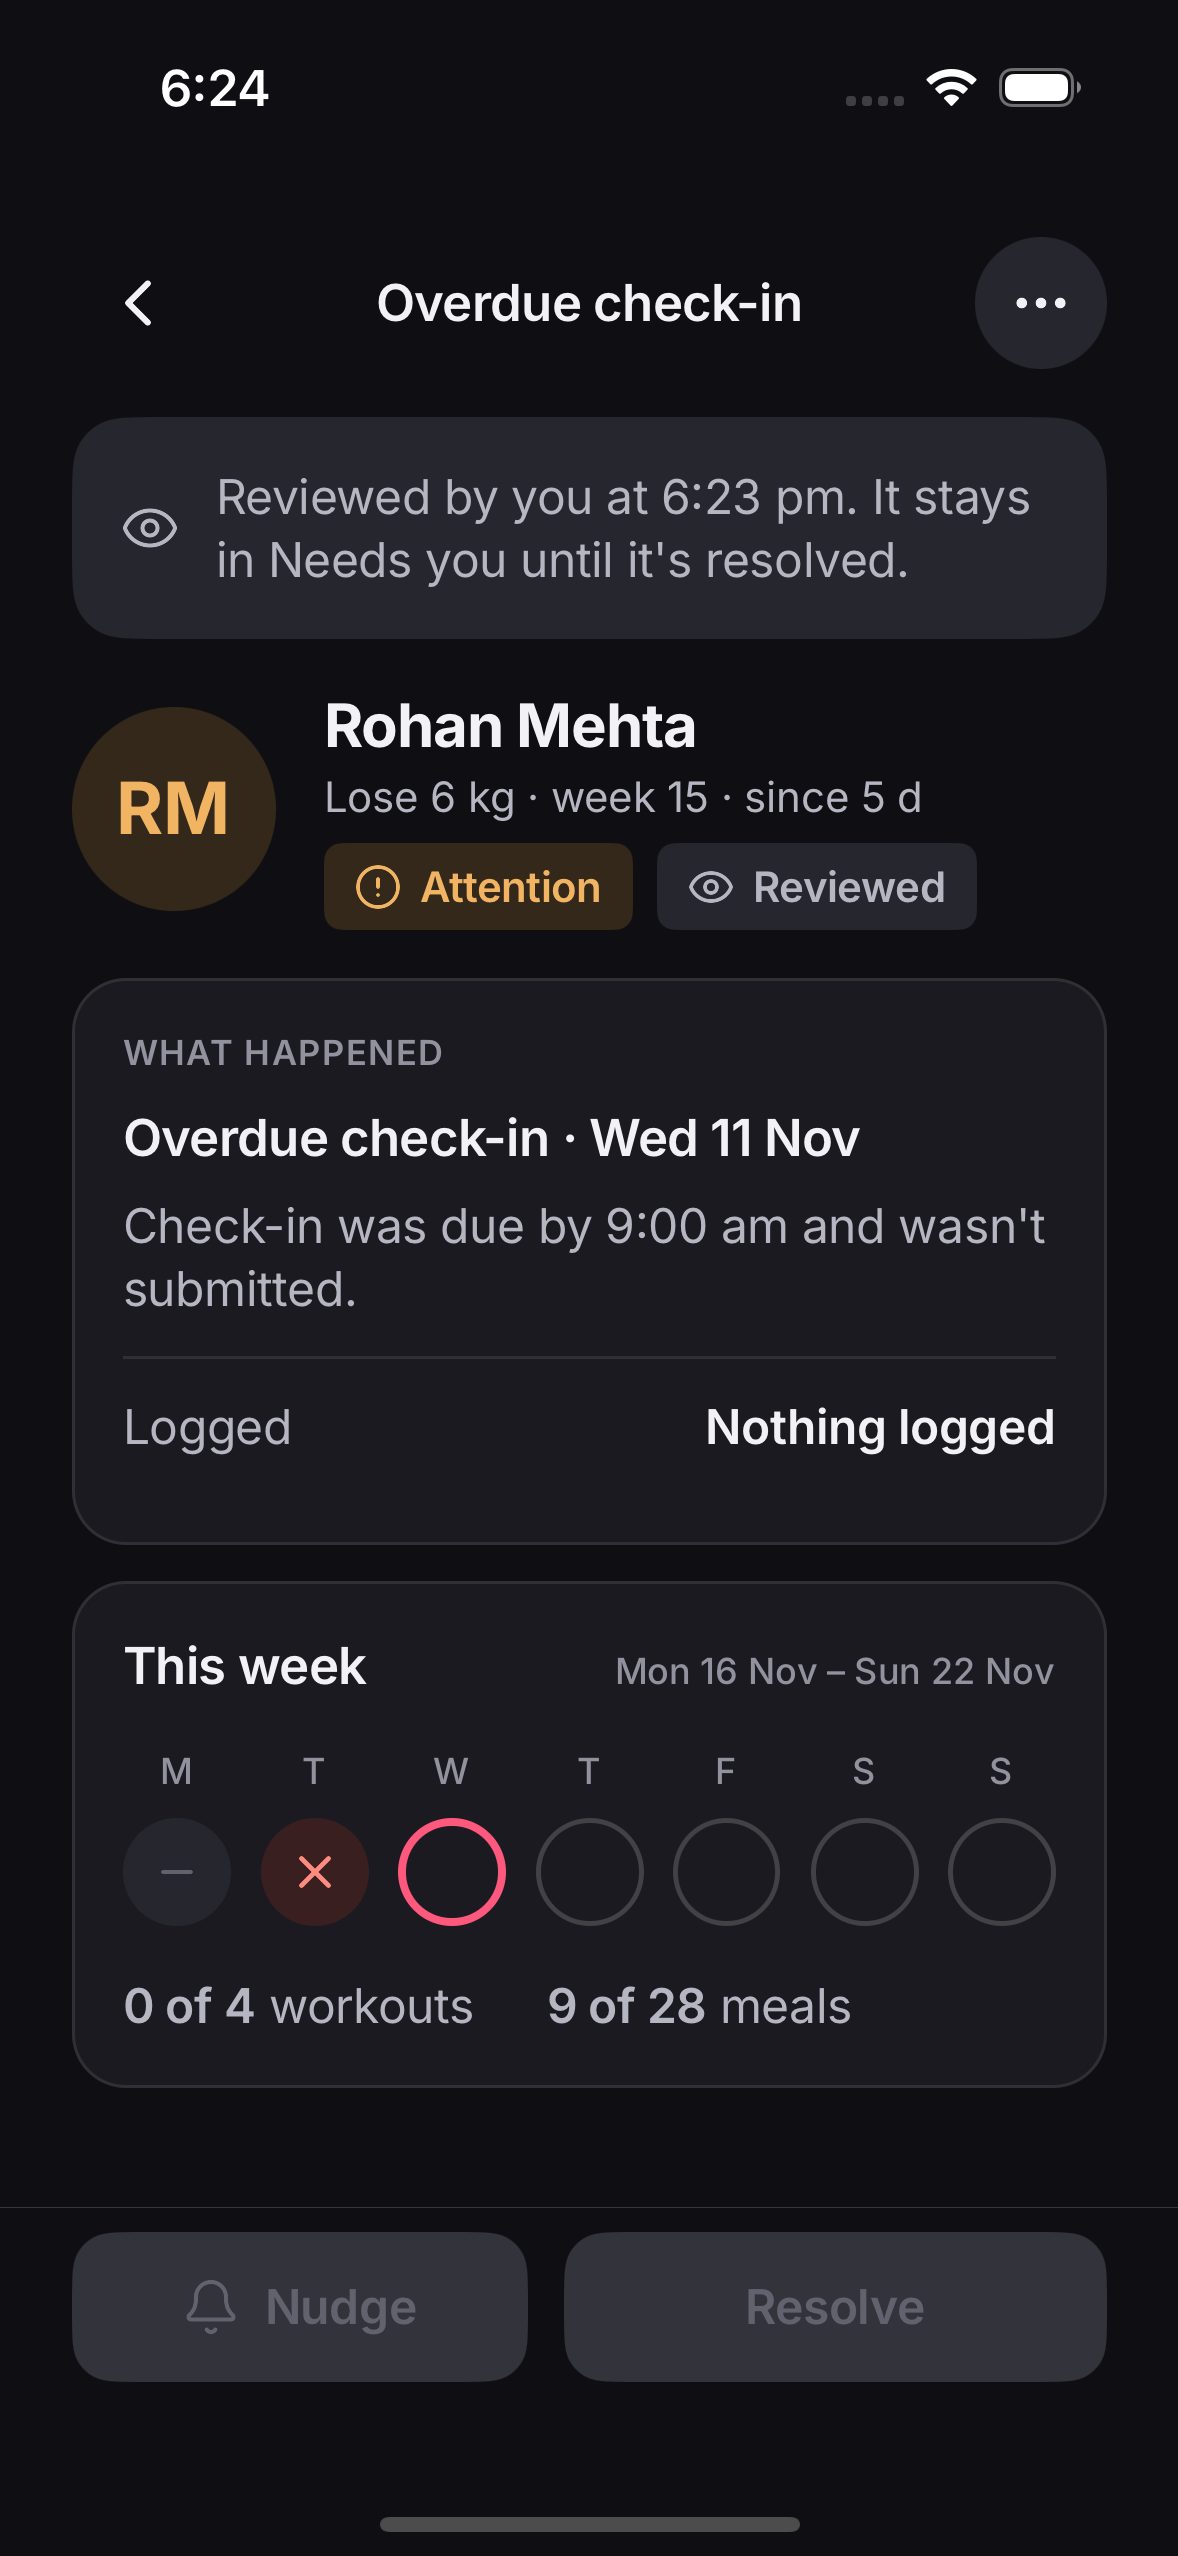 6:24
Overdue check-in
Reviewed by you at 6:23 pm. It stays
in Needs you until it's resolved.
RM
Rohan Mehta
Lose 6 kg · week 15 · since 5 d
Attention
Reviewed
WHAT HAPPENED
Overdue check-in · Wed 11 Nov
Check-in was due by 9:00 am and wasn't
submitted.
Logged Nothing logged
This week Mon 16 Nov – Sun 22 Nov
M T W T F S S
0 of 4 workouts 9 of 28 meals
Nudge Resolve